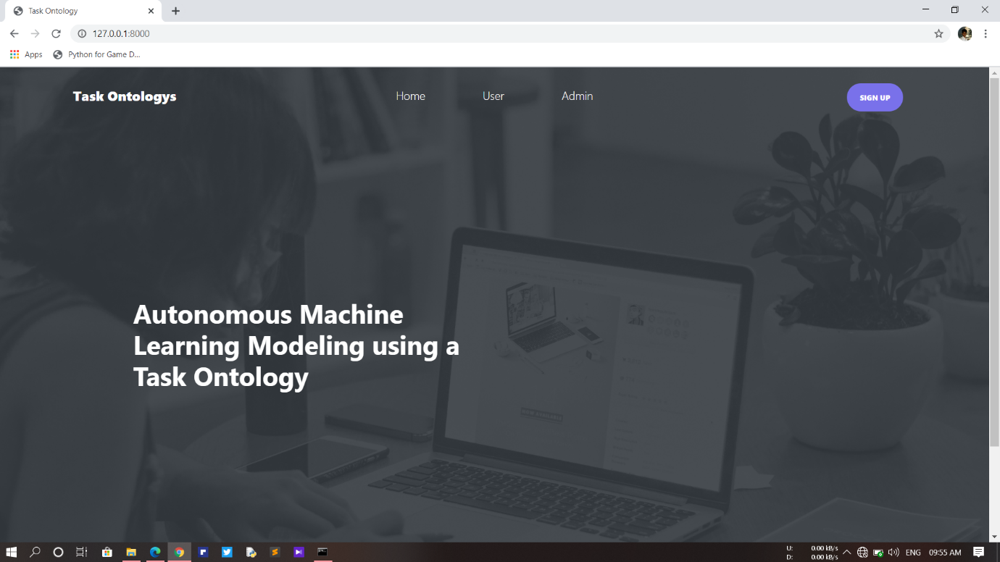 Task Ontology
127.0.0.1:8000
Apps
Python for Game D...
Task Ontologys
Home
User
Admin
SIGN UP
Autonomous Machine
Learning Modeling using a
Task Ontology
U: 0.00 kB/s
D: 0.00 kB/s
ENG
09:55 AM